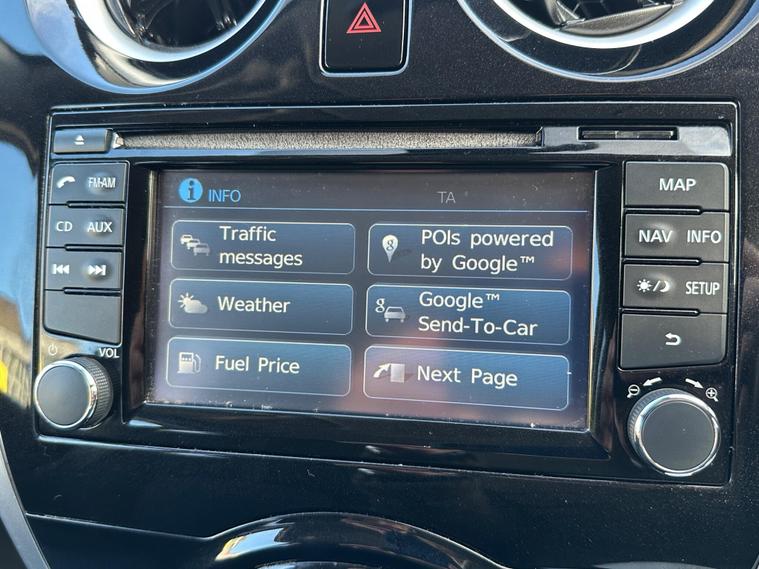 FM·AM
CD AUX
VOL
i INFO
TA
Traffic
messages
POIs powered
by Google™
Weather
g Google™
Send-To-Car
Fuel Price
Next Page
MAP
NAV INFO
SETUP